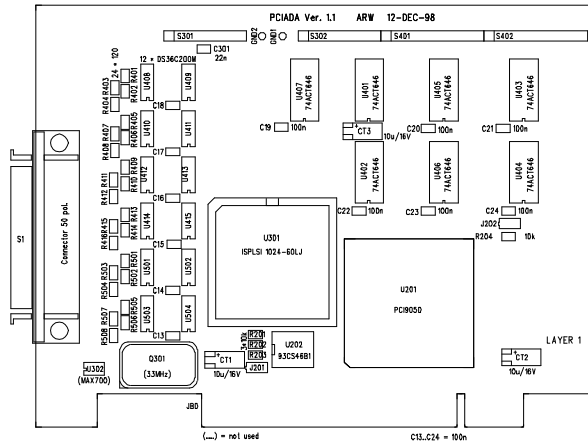 PCIADA Ver. 1.1 ARW 12-DEC-98
S301
GND2
GND1
S302
S401
S402
C301
22n
24 * 120
12 * DS36C200M
R403
R404
R401
R402
U408
U409
C18
U407
74ACT646
U401
74ACT646
U405
74ACT646
U403
74ACT646
C19 100n
CT3
10u/16V
C20 100n
C21 100n
R407
R408
R405
R406
U410
U411
C17
R411
R412
R409
R410
U412
U413
C16
U402
74ACT646
U406
74ACT646
U404
74ACT646
C22 100n
C23 100n
C24 100n
J202
R204 10k
S1
Connector 50 pol.
R415
R416
R413
R414
U414
U415
C15
U301
ISPLSI 1024-60LJ
R503
R504
R501
R502
U501
U502
C14
U201
PCI9050
R507
R508
R505
R506
U503
U504
C13
3*10k
R201
R202
R203
J201
U202
93CS46B1
LAYER 1
U302
(MAX700)
Q301
(33MHz)
CT1
10u/16V
CT2
10u/16V
JBD
(....) = not used
C13..C24 = 100n